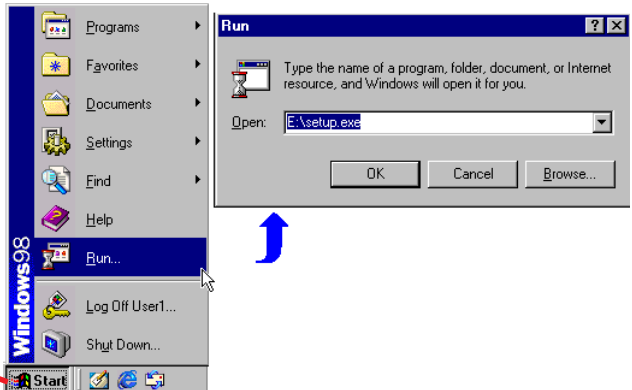 Programs
Favorites
Documents
Settings
Find
Help
Run...
Log Off User1...
Shut Down...
Windows98
Start
Run
Type the name of a program, folder, document, or Internet
resource, and Windows will open it for you.
Open:
E:\setup.exe
OK
Cancel
Browse...